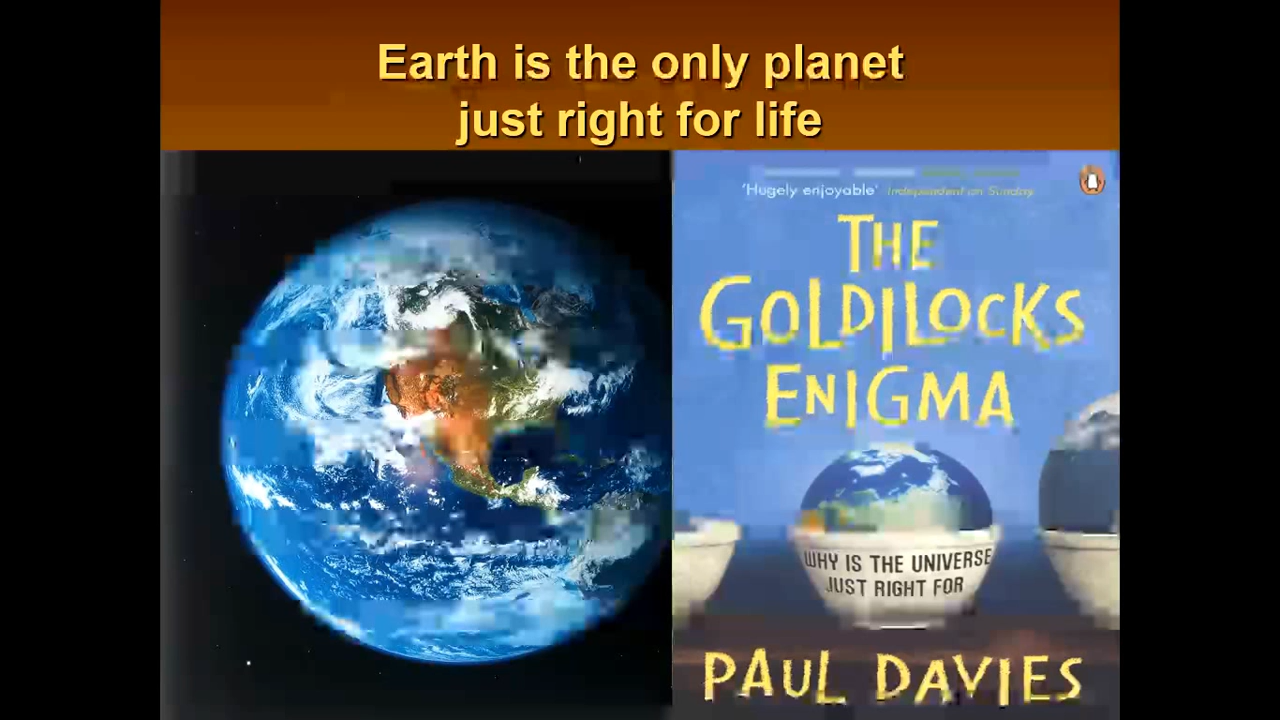 Earth is the only planet
just right for life
'Hugely enjoyable' Independent on Sunday
THE
GOLDILOCKS
ENIGMA
WHY IS THE UNIVERSE
JUST RIGHT FOR
PAUL DAVIES